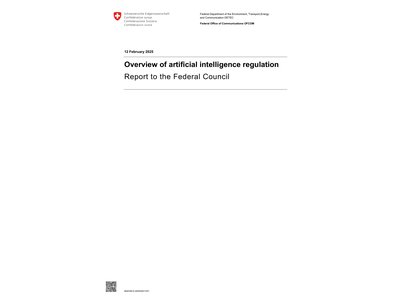 Schweizerische Eidgenossenschaft
Confédération suisse
Confederazione Svizzera
Confederaziun svizra
Federal Department of the Environment, Transport Energy
and Communication DETEC
Federal Office of Communications OFCOM
12 February 2025
Overview of artificial intelligence regulation
Report to the Federal Council